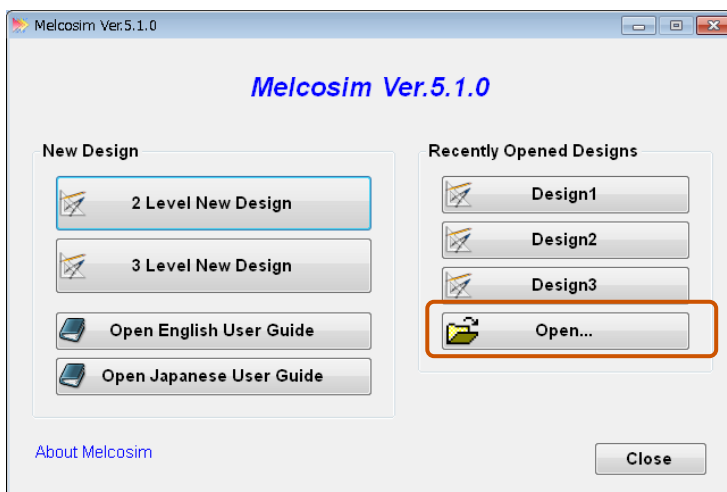 Melcosim Ver.5.1.0
Melcosim Ver.5.1.0
New Design
2 Level New Design
3 Level New Design
Open English User Guide
Open Japanese User Guide
Recently Opened Designs
Design1
Design2
Design3
Open...
About Melcosim
Close